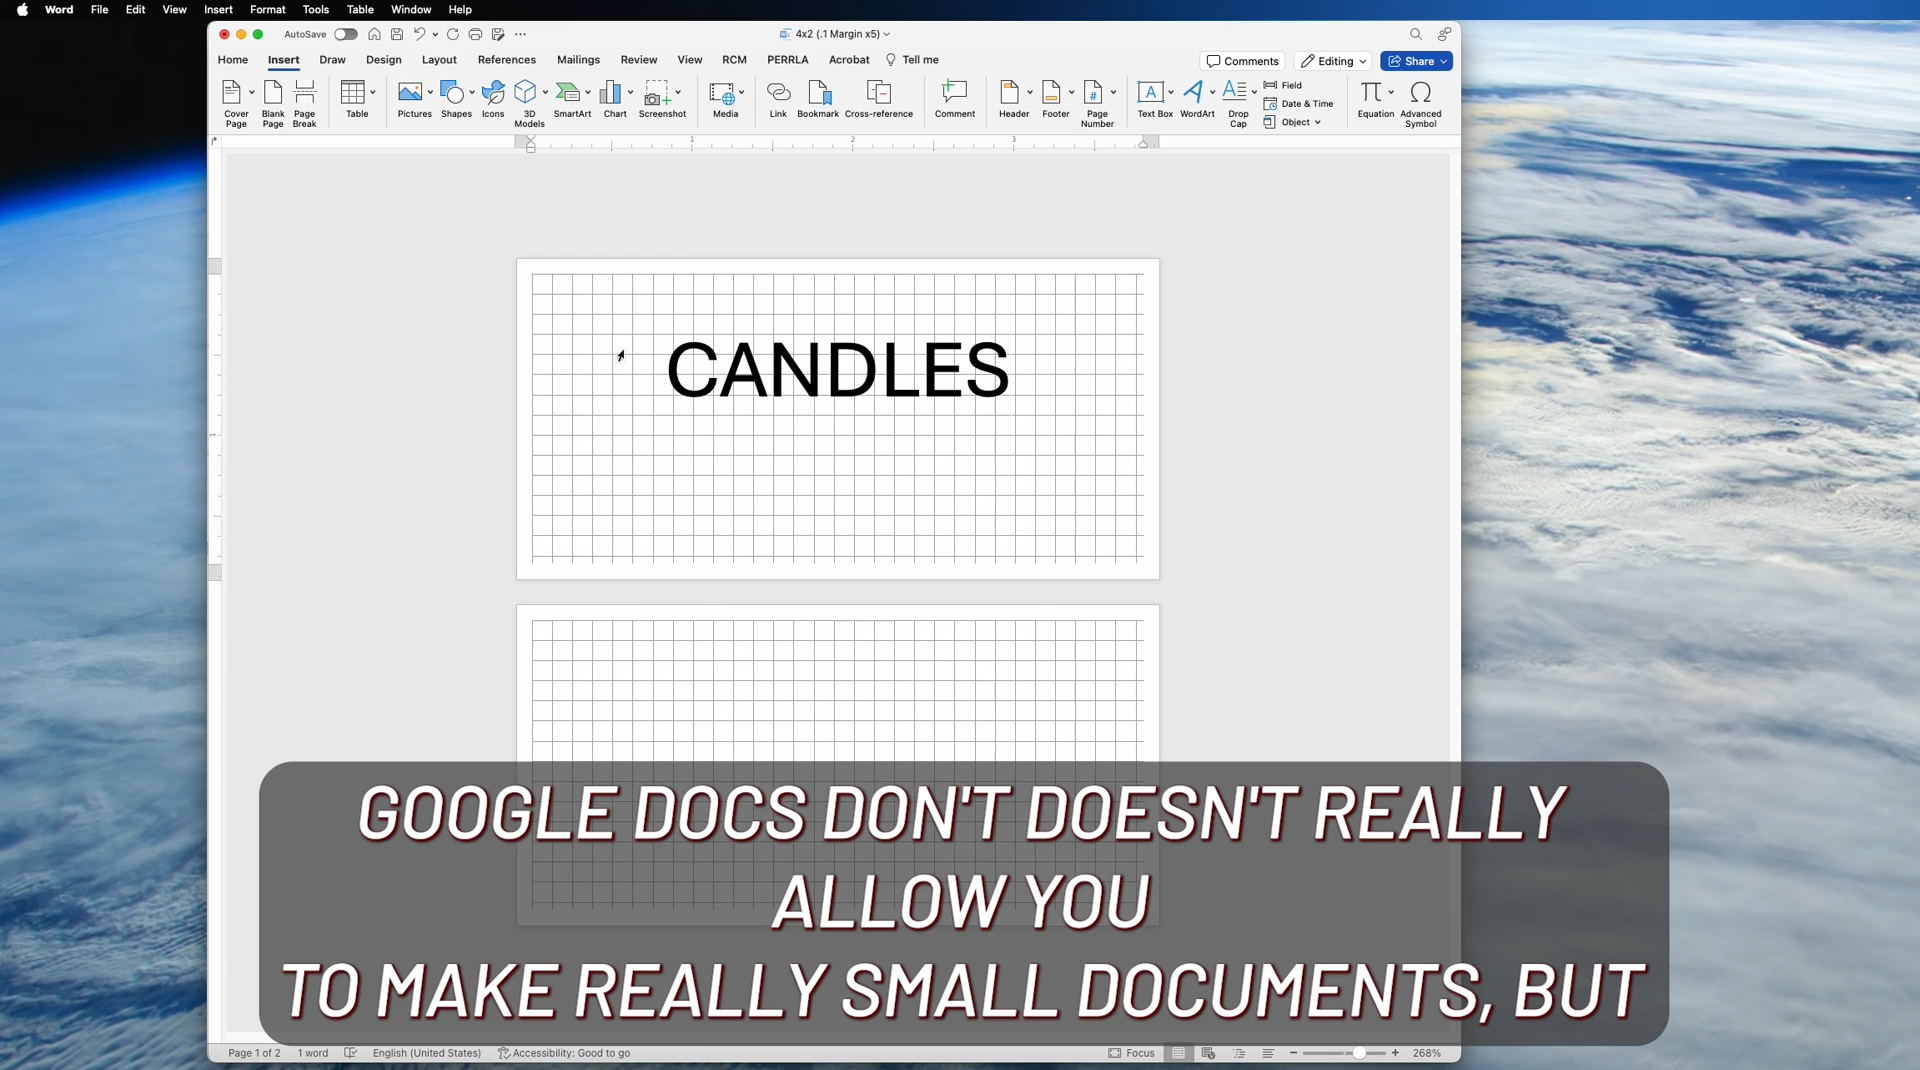 Word File Edit View Insert Format Tools Table Window Help
AutoSave 4x2 (.1 Margin x5)
Home Insert Draw Design Layout References Mailings Review View RCM PERRLA Acrobat Tell me Comments Editing Share
Cover Page
Blank Page
Page Break
Table
Pictures
Shapes
Icons
3D Models
SmartArt
Chart
Screenshot
Media
Link
Bookmark
Cross-reference
Comment
Header
Footer
Page Number
Text Box
WordArt
Drop Cap
Field
Date & Time
Object
Equation
Advanced Symbol
1 2 3
1
CANDLES
GOOGLE DOCS DON'T DOESN'T REALLY
ALLOW YOU
TO MAKE REALLY SMALL DOCUMENTS, BUT
Page 1 of 2 1 word English (United States) Accessibility: Good to go Focus 268%